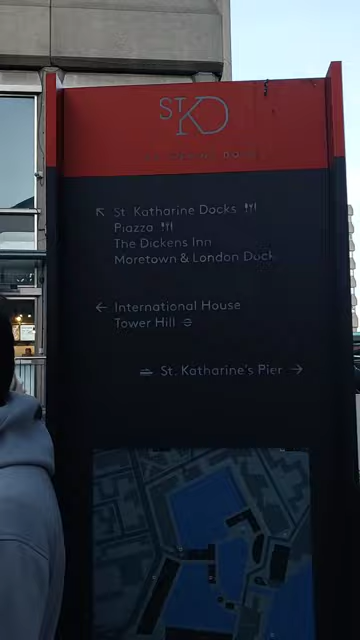 STKD
St Katharine Docks
Piazza
The Dickens Inn
Moretown & London Dock
International House
Tower Hill
St. Katharine's Pier